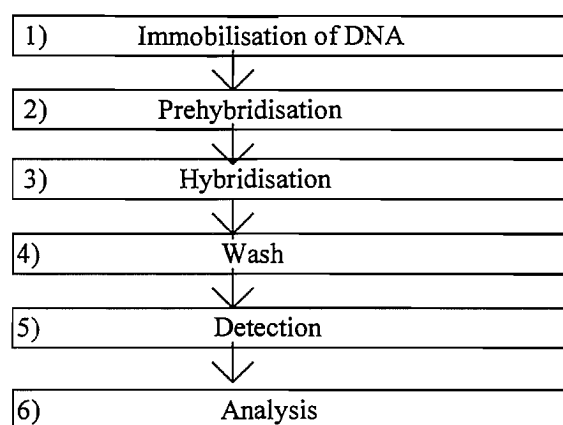 1) Immobilisation of DNA
2) Prehybridisation
3) Hybridisation
4) Wash
5) Detection
6) Analysis